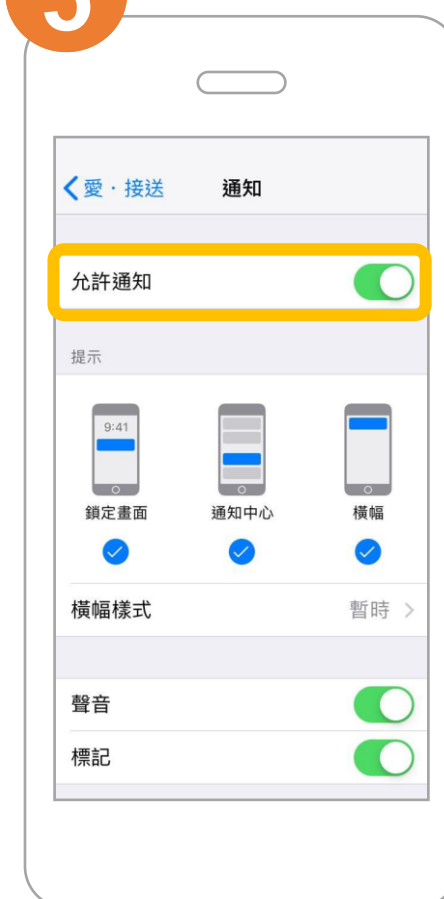 愛·接送 通知
允許通知
提示
9:41
鎖定畫面 通知中心 橫幅
橫幅樣式 暫時
聲音
標記